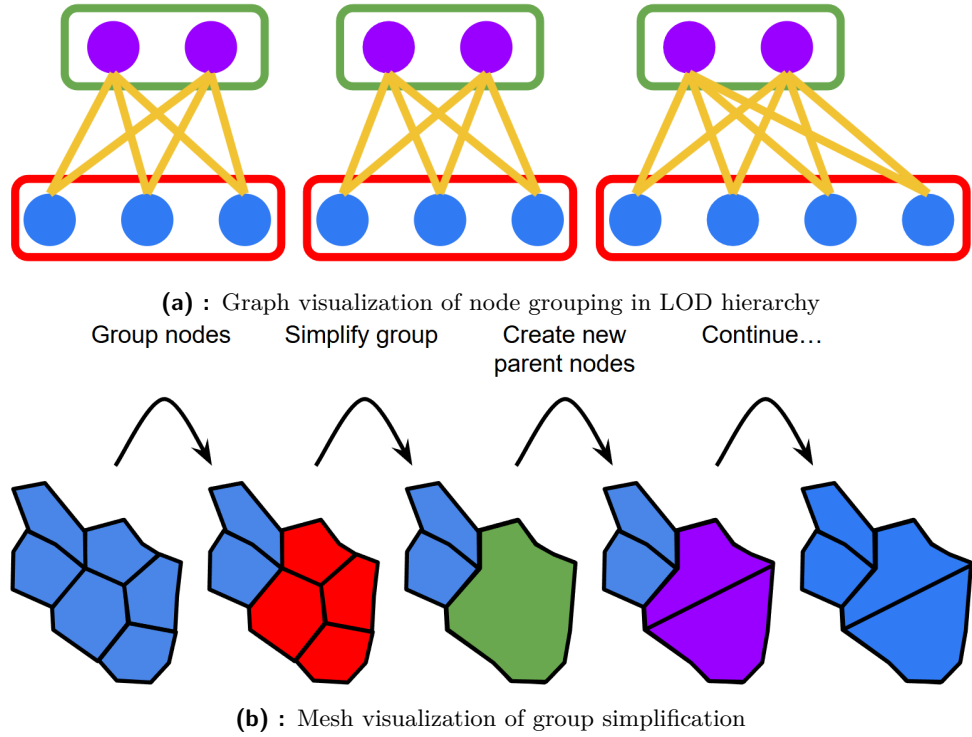 (a) : Graph visualization of node grouping in LOD hierarchy
Group nodes
Simplify group
Create new
parent nodes
Continue…
(b) : Mesh visualization of group simplification